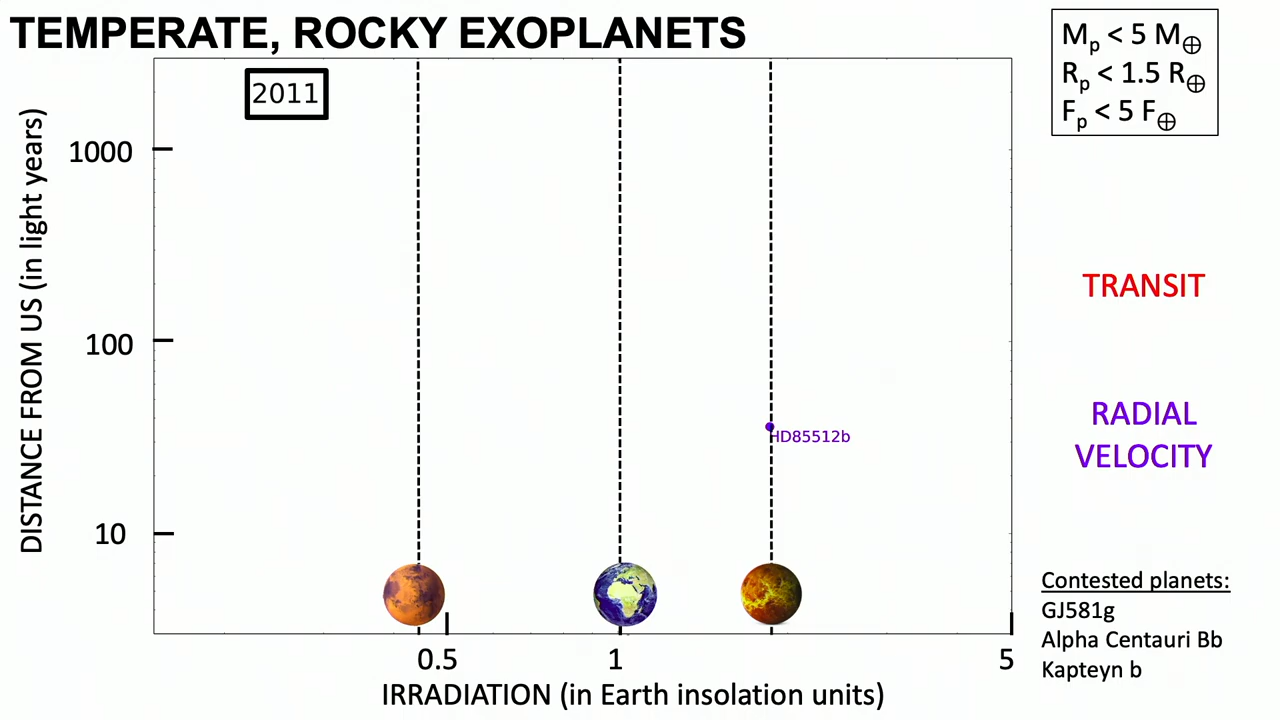 TEMPERATE, ROCKY EXOPLANETS
Mₚ < 5 M⊕
Rₚ < 1.5 R⊕
Fₚ < 5 F⊕
2011
DISTANCE FROM US (in light years)
1000
100
10
TRANSIT
RADIAL
VELOCITY
HD85512b
Contested planets:
GJ581g
Alpha Centauri Bb
Kapteyn b
0.5
1
5
IRRADIATION (in Earth insolation units)